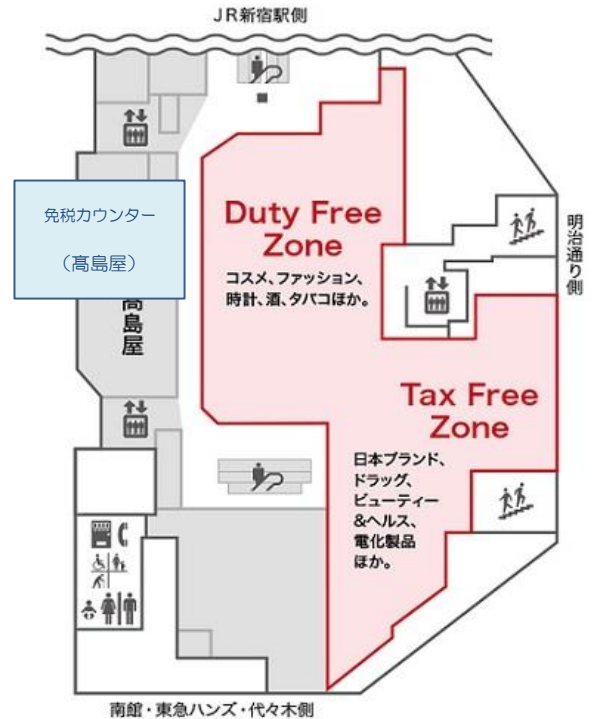 JR新宿駅側
免税カウンター
（髙島屋）
髙島屋
Duty Free
Zone
コスメ、ファッション、
時計、酒、タバコほか。
明治通り側
Tax Free
Zone
日本ブランド、
ドラッグ、
ビューティー
&ヘルス、
電化製品
ほか。
南館・東急ハンズ・代々木側